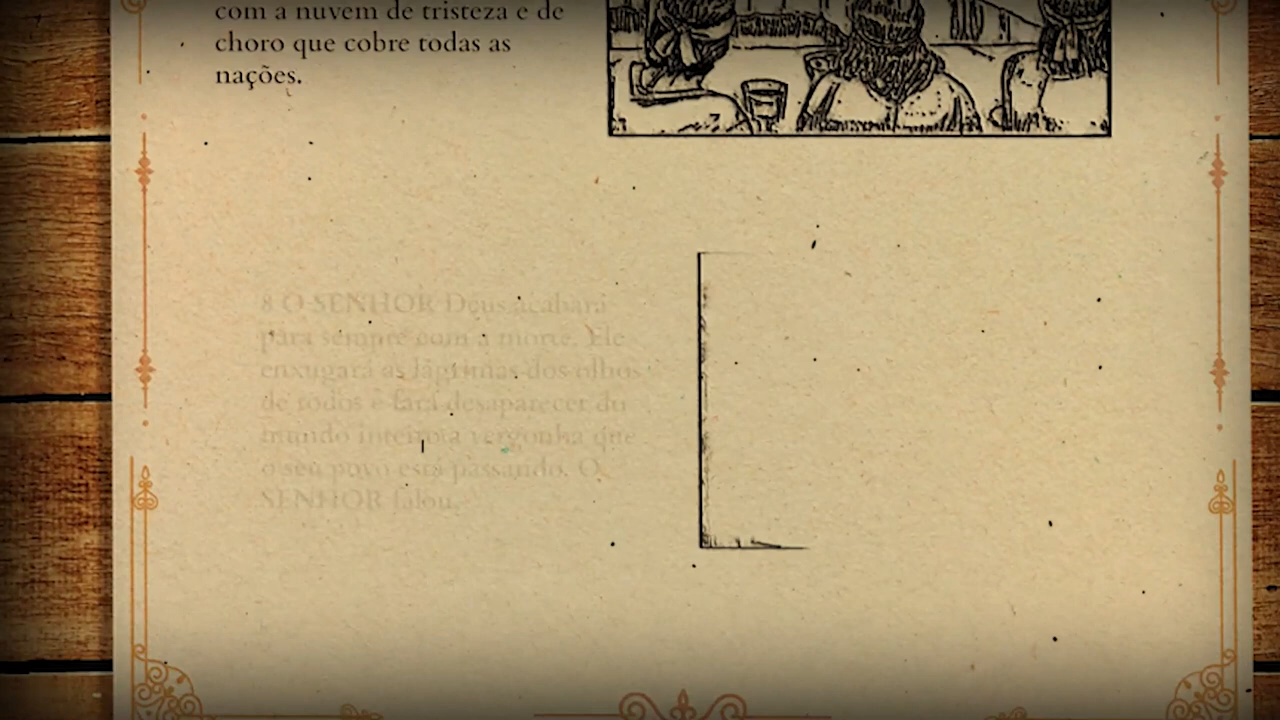 com a nuvem de tristeza e de
choro que cobre todas as
nações.
8 O SENHOR Deus acabará
para sempre com a morte. Ele
enxugará as lágrimas dos olhos
de todos e fará desaparecer do
mundo inteiro a vergonha que
o seu povo está passando. O
SENHOR falou.